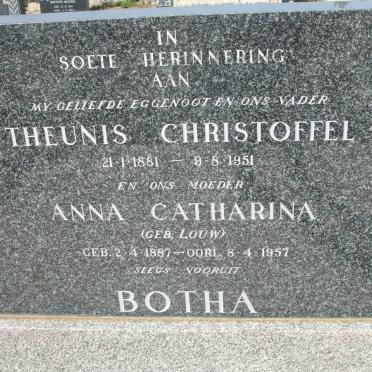 IN
SOETE HERINNERING
AAN
MY GELIEFDE EGGENOOT EN ONS VADER
THEUNIS CHRISTOFFEL
21·1·1881 — 9·8·1951
EN ONS MOEDER
ANNA CATHARINA
(GEB. LOUW)
GEB. 2·4·1887 — OORL. 8·4·1957
STEEDS VOORUIT
BOTHA